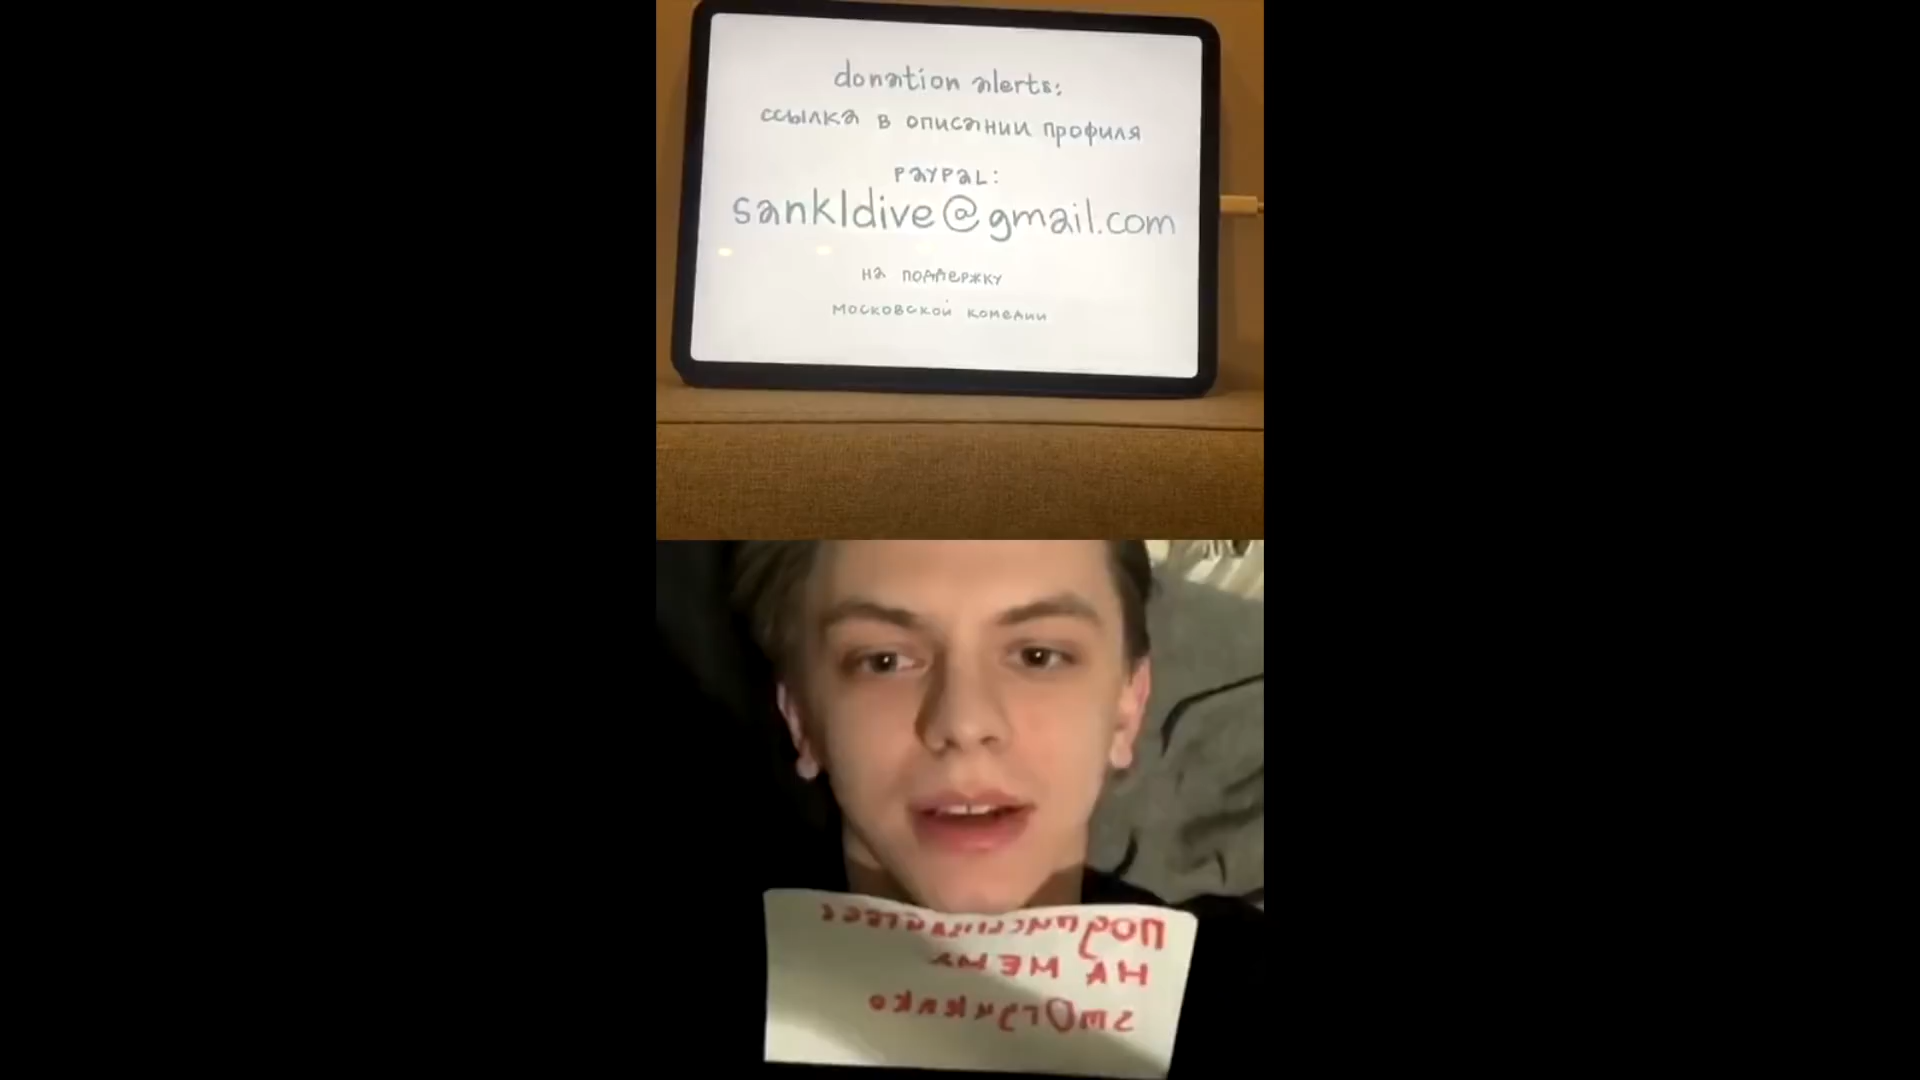 donation alerts:
ссылка в описании профиля
PAYPAL:
sankldive@gmail.com
на поддержку
московской комедии
подписывайтесь
НА МЕНЯ